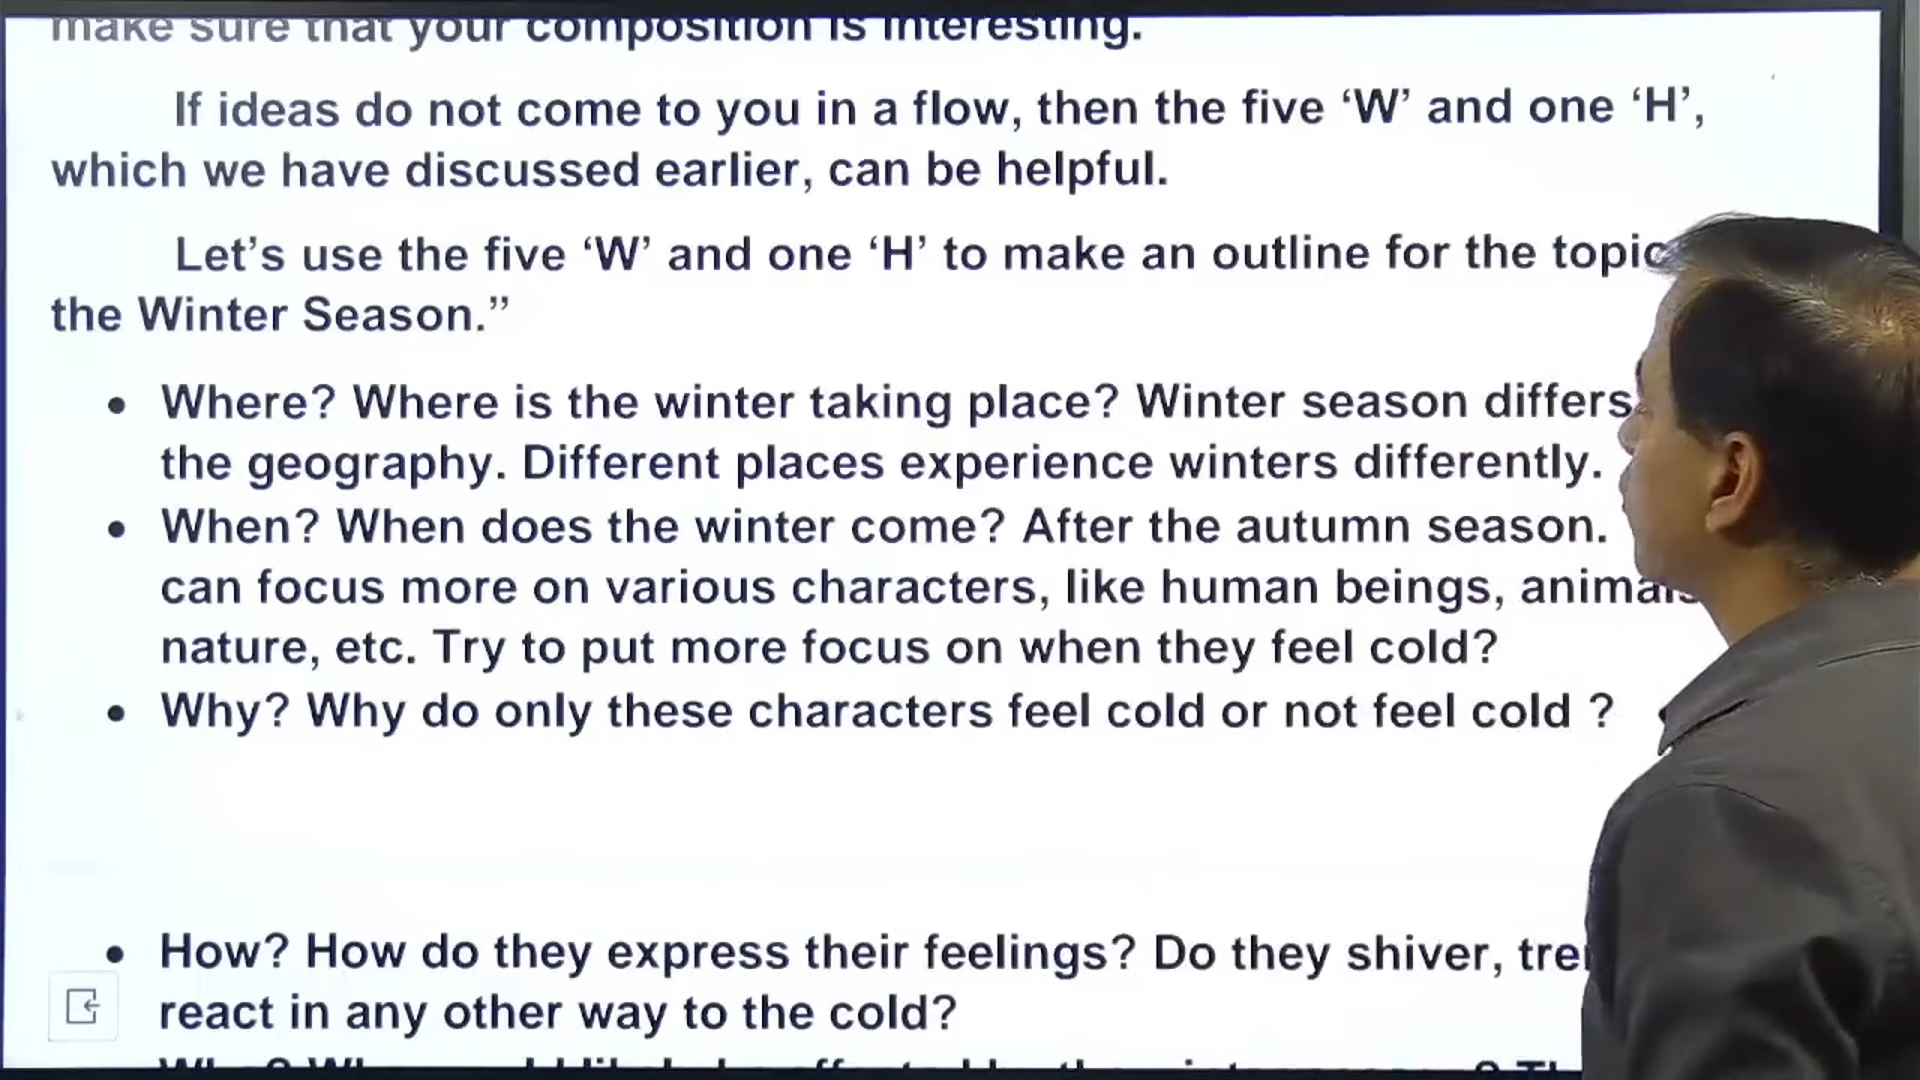 make sure that your composition is interesting.
If ideas do not come to you in a flow, then the five ‘W’ and one ‘H’,
which we have discussed earlier, can be helpful.
Let’s use the five ‘W’ and one ‘H’ to make an outline for the topic
the Winter Season.”
• Where? Where is the winter taking place? Winter season differs
the geography. Different places experience winters differently.
• When? When does the winter come? After the autumn season.
can focus more on various characters, like human beings, animals
nature, etc. Try to put more focus on when they feel cold?
• Why? Why do only these characters feel cold or not feel cold ?
• How? How do they express their feelings? Do they shiver,
react in any other way to the cold?